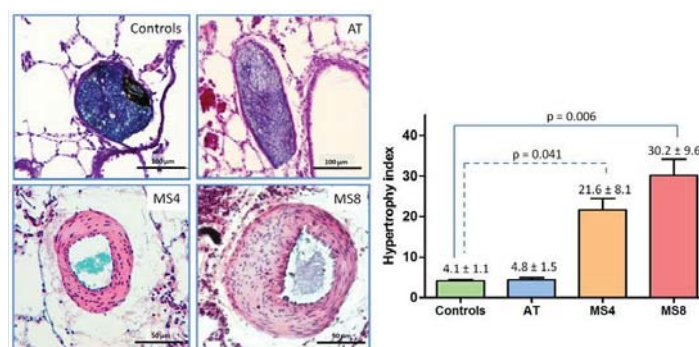 Controls
100 µm
AT
100 µm
MS4
50 µm
MS8
50 µm
Hypertrophy index
40
30
20
10
0
p = 0.006
p = 0.041
4.1 ± 1.1
4.8 ± 1.5
21.6 ± 8.1
30.2 ± 9.6
Controls
AT
MS4
MS8